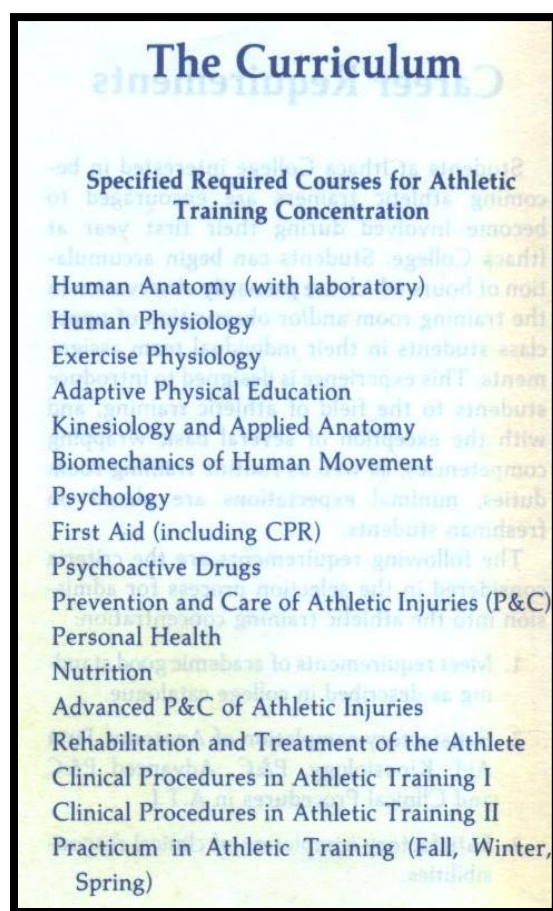 The Curriculum
Specified Required Courses for Athletic
Training Concentration
Human Anatomy (with laboratory)
Human Physiology
Exercise Physiology
Adaptive Physical Education
Kinesiology and Applied Anatomy
Biomechanics of Human Movement
Psychology
First Aid (including CPR)
Psychoactive Drugs
Prevention and Care of Athletic Injuries (P&C)
Personal Health
Nutrition
Advanced P&C of Athletic Injuries
Rehabilitation and Treatment of the Athlete
Clinical Procedures in Athletic Training I
Clinical Procedures in Athletic Training II
Practicum in Athletic Training (Fall, Winter,
Spring)